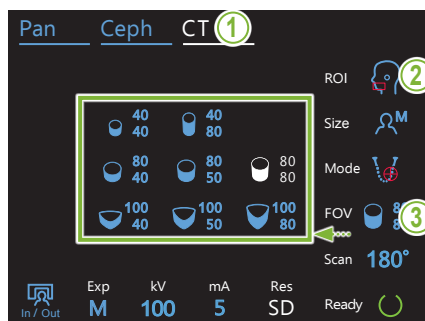 Pan Ceph CT 1
ROI 2
40 40
40 80
Size M
80 80 80
40 50 80
Mode
100 100 100
40 50 80
FOV 8 3
Scan 180°
Exp kV mA Res
In / Out M 100 5 SD
Ready